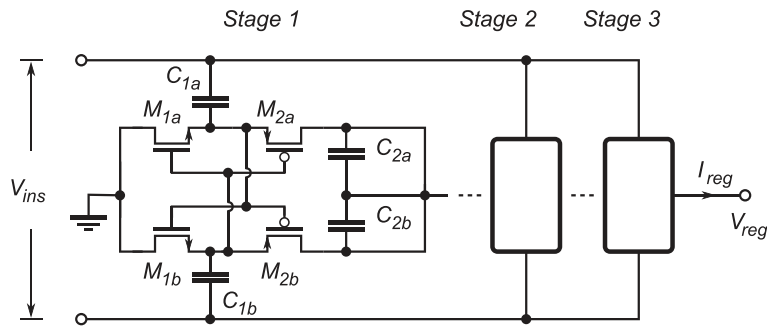 Stage 1
Stage 2
Stage 3
C1a
M1a
M2a
C2a
Vins
Ireg
Vreg
C2b
M1b
M2b
C1b